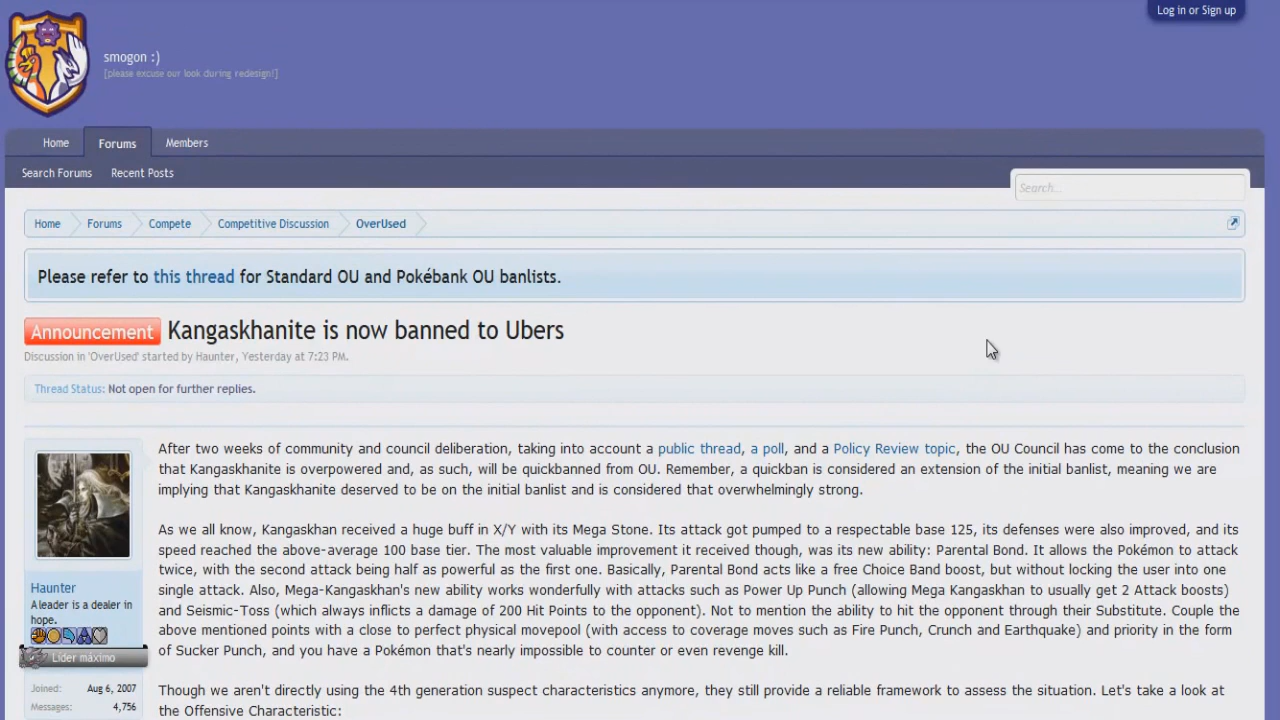 Log in or Sign up
smogon :)
[please excuse our look during redesign!]
Home Forums Members
Search Forums Recent Posts
Search...
Home Forums Compete Competitive Discussion OverUsed
Please refer to this thread for Standard OU and Pokébank OU banlists.
Announcement Kangaskhanite is now banned to Ubers
Discussion in 'OverUsed' started by Haunter, Yesterday at 7:23 PM.
Thread Status: Not open for further replies.
After two weeks of community and council deliberation, taking into account a public thread, a poll, and a Policy Review topic, the OU Council has come to the conclusion
that Kangaskhanite is overpowered and, as such, will be quickbanned from OU. Remember, a quickban is considered an extension of the initial banlist, meaning we are
implying that Kangaskhanite deserved to be on the initial banlist and is considered that overwhelmingly strong.
As we all know, Kangaskhan received a huge buff in X/Y with its Mega Stone. Its attack got pumped to a respectable base 125, its defenses were also improved, and its
speed reached the above-average 100 base tier. The most valuable improvement it received though, was its new ability: Parental Bond. It allows the Pokémon to attack
twice, with the second attack being half as powerful as the first one. Basically, Parental Bond acts like a free Choice Band boost, but without locking the user into one
single attack. Also, Mega-Kangaskhan's new ability works wonderfully with attacks such as Power Up Punch (allowing Mega Kangaskhan to usually get 2 Attack boosts)
and Seismic-Toss (which always inflicts a damage of 200 Hit Points to the opponent). Not to mention the ability to hit the opponent through their Substitute. Couple the
above mentioned points with a close to perfect physical movepool (with access to coverage moves such as Fire Punch, Crunch and Earthquake) and priority in the form
of Sucker Punch, and you have a Pokémon that's nearly impossible to counter or even revenge kill.
Though we aren't directly using the 4th generation suspect characteristics anymore, they still provide a reliable framework to assess the situation. Let's take a look at
the Offensive Characteristic:
Haunter
A leader is a dealer in
hope.
Líder máximo
Joined: Aug 6, 2007
Messages: 4,756